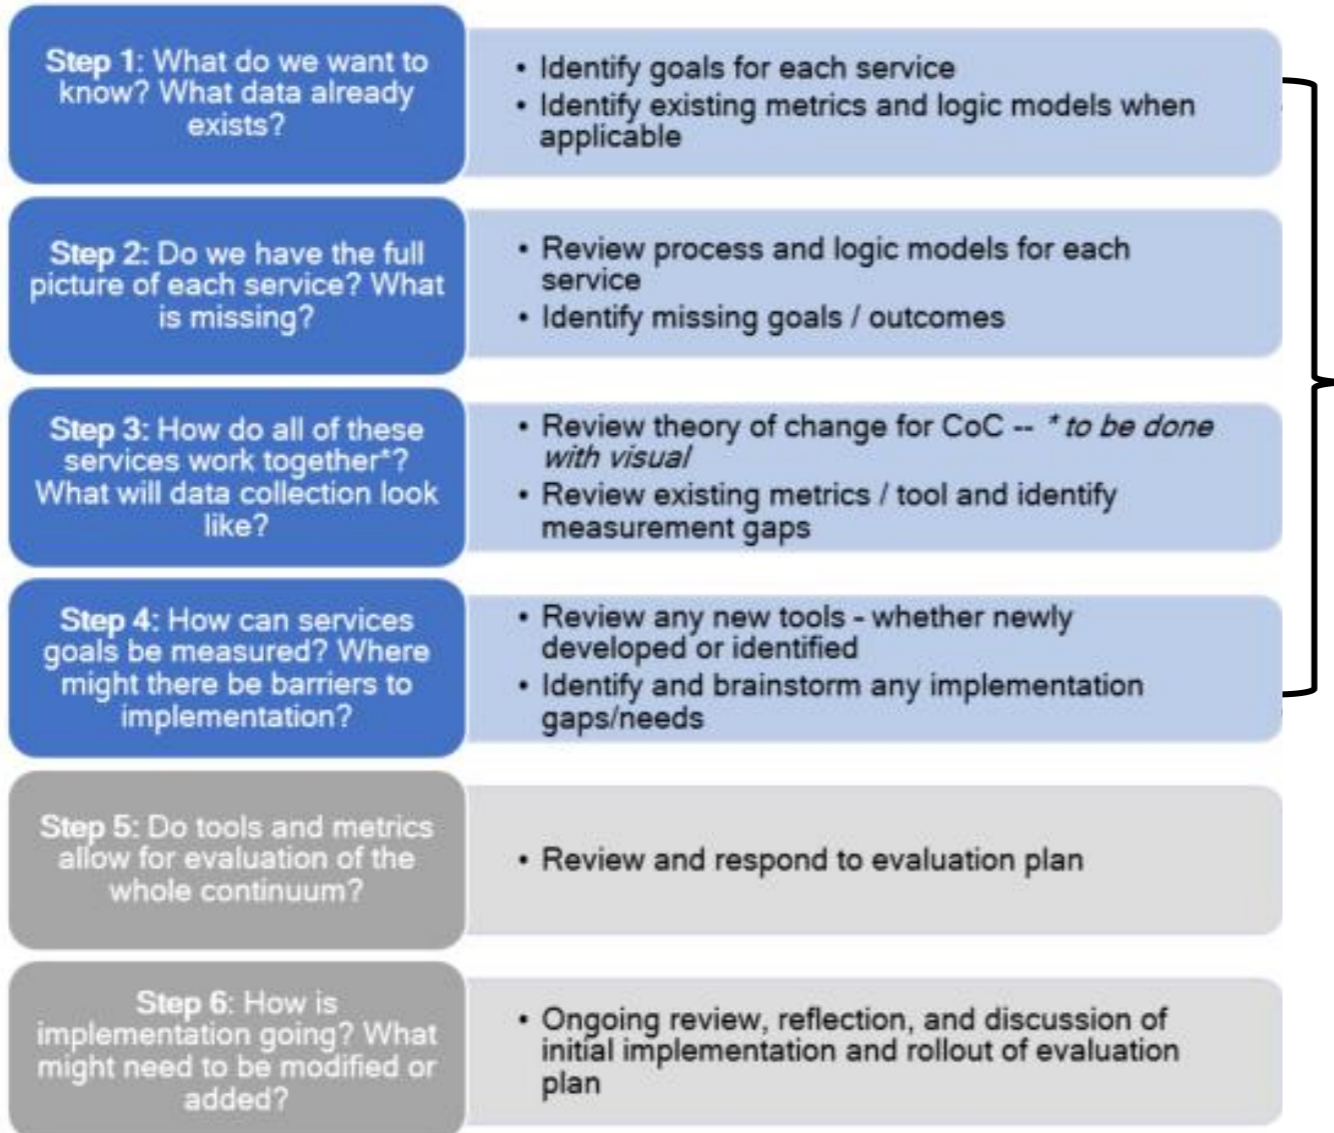 Step 1: What do we want to
know? What data already
exists?
• Identify goals for each service
• Identify existing metrics and logic models when
applicable
Step 2: Do we have the full
picture of each service? What
is missing?
• Review process and logic models for each
service
• Identify missing goals / outcomes
Step 3: How do all of these
services work together*?
What will data collection look
like?
• Review theory of change for CoC -- * to be done
with visual
• Review existing metrics / tool and identify
measurement gaps
Step 4: How can services
goals be measured? Where
might there be barriers to
implementation?
• Review any new tools - whether newly
developed or identified
• Identify and brainstorm any implementation
gaps/needs
Step 5: Do tools and metrics
allow for evaluation of the
whole continuum?
• Review and respond to evaluation plan
Step 6: How is
implementation going? What
might need to be modified or
added?
• Ongoing review, reflection, and discussion of
initial implementation and rollout of evaluation
plan